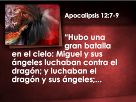 Apocalipsis 12:7-9
"Hubo una
gran batalla
en el cielo: Miguel y sus
ángeles luchaban contra el
dragón; y luchaban el
dragón y sus ángeles;...